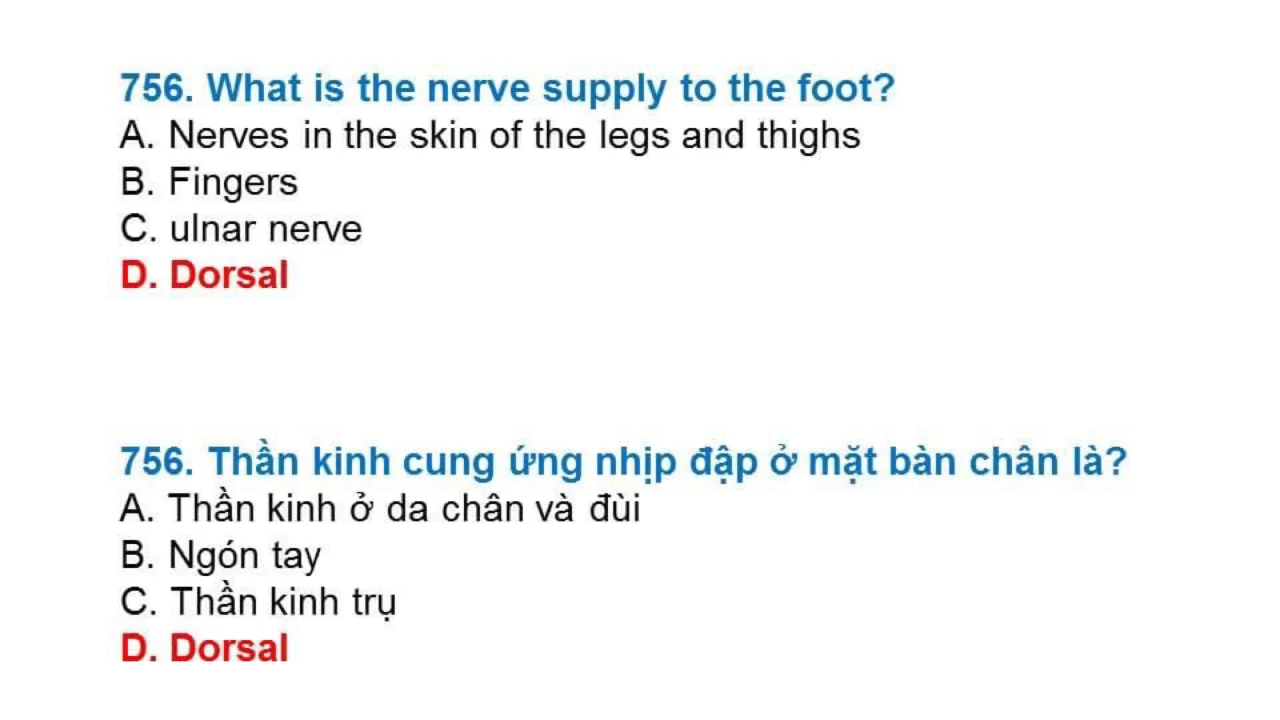 756. What is the nerve supply to the foot?
A. Nerves in the skin of the legs and thighs
B. Fingers
C. ulnar nerve
D. Dorsal
756. Thần kinh cung ứng nhịp đập ở mặt bàn chân là?
A. Thần kinh ở da chân và đùi
B. Ngón tay
C. Thần kinh trụ
D. Dorsal